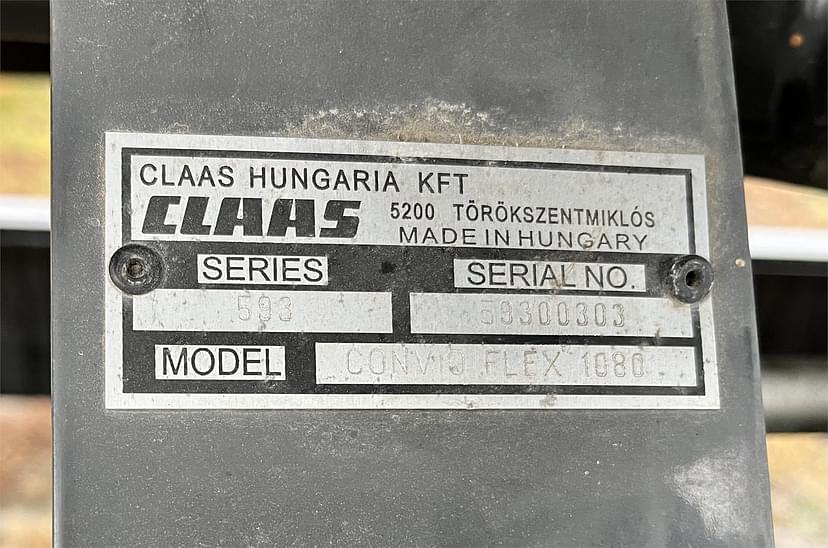 CLAAS HUNGARIA KFT
CLAAS 5200 TÖRÖKSZENTMIKLÓS
MADE IN HUNGARY
SERIES SERIAL NO.
593 59300303
MODEL CONVIO FLEX 1080